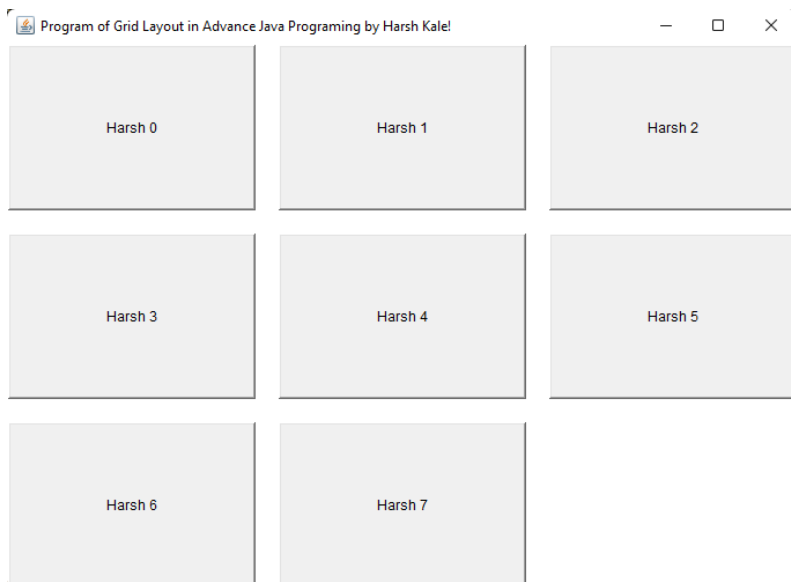 Program of Grid Layout in Advance Java Programing by Harsh Kale!
Harsh 0
Harsh 1
Harsh 2
Harsh 3
Harsh 4
Harsh 5
Harsh 6
Harsh 7